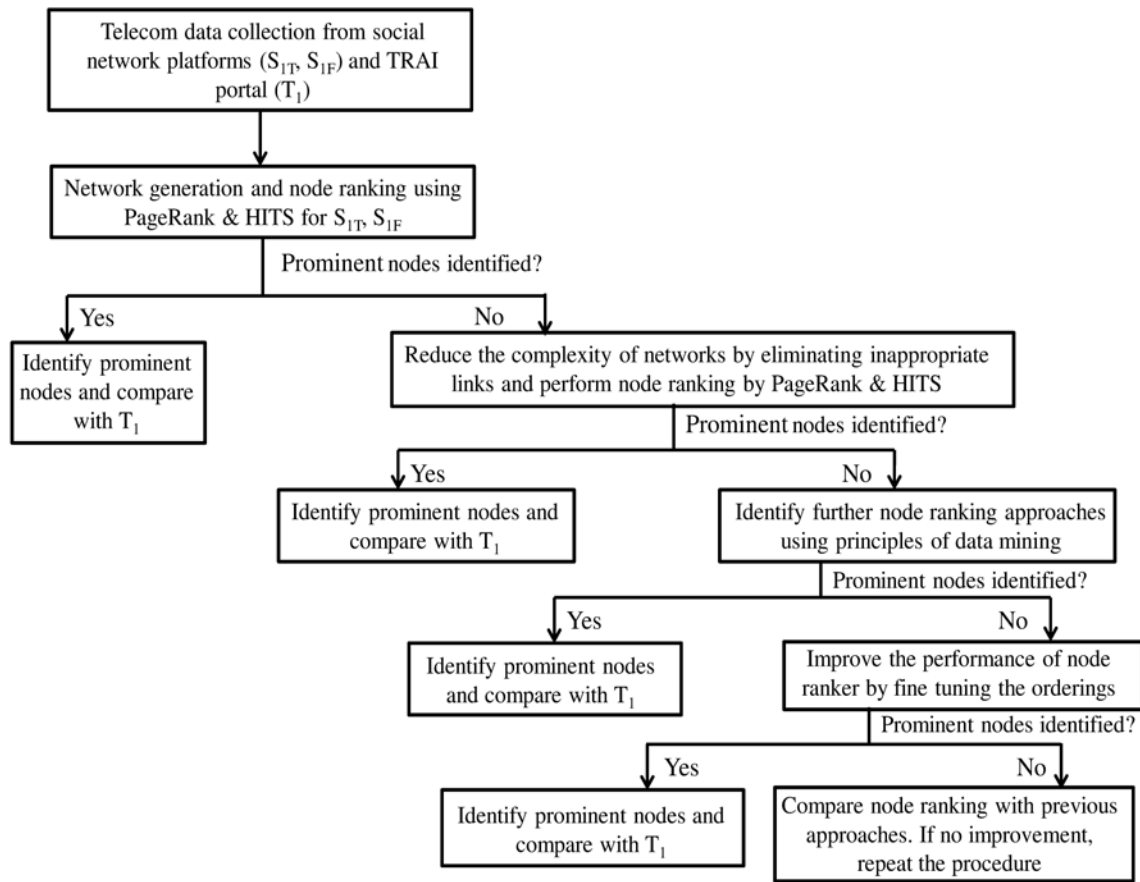 Telecom data collection from social
network platforms (S₁T, S₁F) and TRAI
portal (T₁)
Network generation and node ranking using
PageRank & HITS for S₁T, S₁F
Prominent nodes identified?
Yes
No
Identify prominent
nodes and compare
with T₁
Reduce the complexity of networks by eliminating inappropriate
links and perform node ranking by PageRank & HITS
Prominent nodes identified?
Yes
No
Identify prominent nodes and
compare with T₁
Identify further node ranking approaches
using principles of data mining
Prominent nodes identified?
Yes
No
Identify prominent nodes
and compare with T₁
Improve the performance of node
ranker by fine tuning the orderings
Prominent nodes identified?
Yes
No
Identify prominent nodes and
compare with T₁
Compare node ranking with previous
approaches. If no improvement,
repeat the procedure